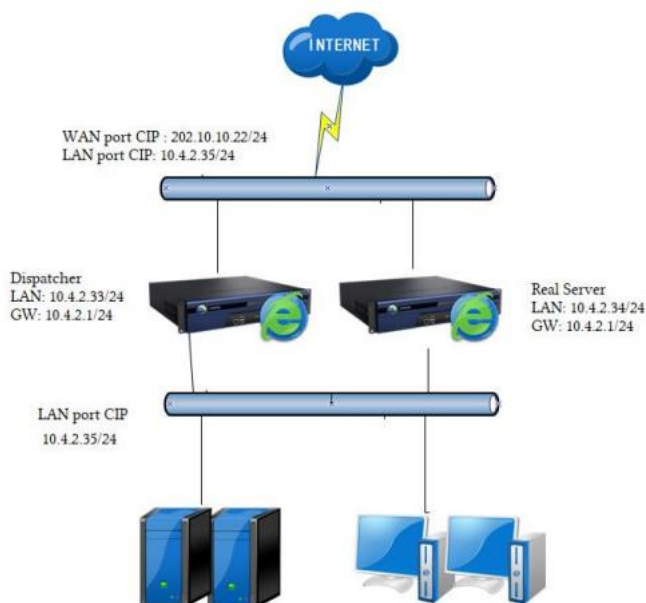 INTERNET
WAN port CIP : 202.10.10.22/24
LAN port CIP: 10.4.2.35/24
Dispatcher
LAN: 10.4.2.33/24
GW: 10.4.2.1/24
Real Server
LAN: 10.4.2.34/24
GW: 10.4.2.1/24
LAN port CIP
10.4.2.35/24